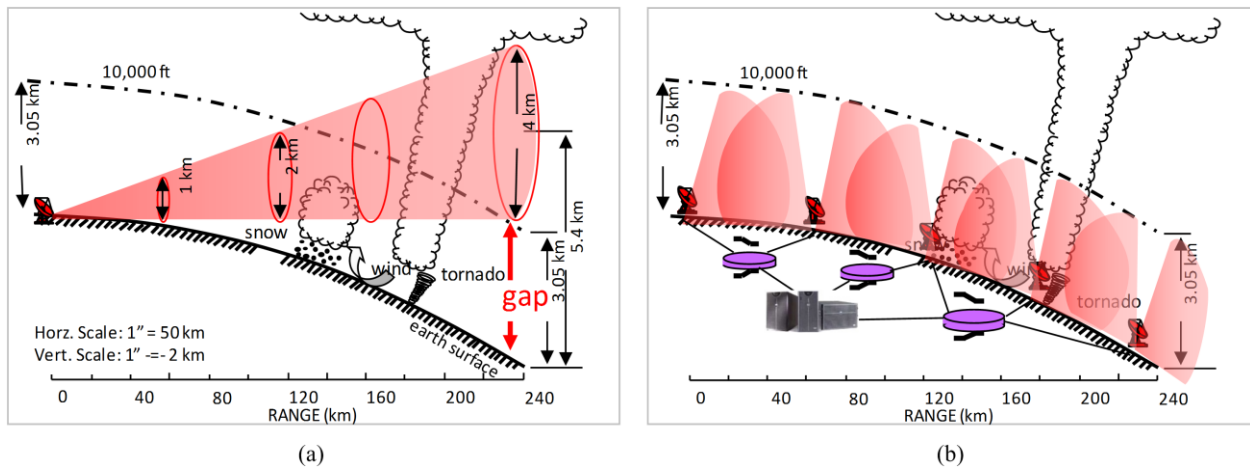 10,000 ft
3.05 km
1 km
2 km
4 km
5.4 km
3.05 km
snow
wind
tornado
gap
earth surface
Horz. Scale: 1” = 50 km
Vert. Scale: 1” -=- 2 km
0 40 80 120 160 200 240
RANGE (km)
(a)
10,000 ft
3.05 km
snow
wind
tornado
3.05 km
0 40 80 120 160 200 240
RANGE (km)
(b)